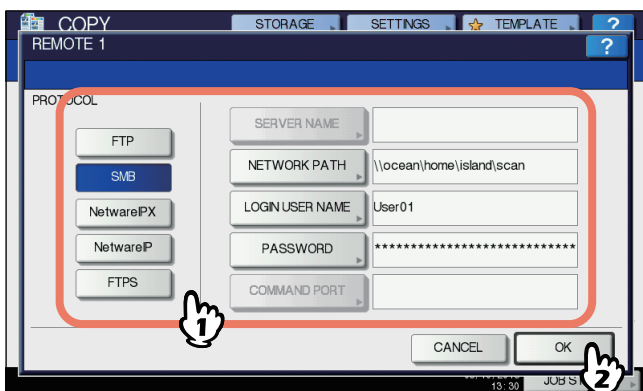 COPY STORAGE SETTINGS TEMPLATE ?
REMOTE 1 ?
PROTOCOL
FTP
SMB
NetwareIPX
NetwareIP
FTPS
SERVER NAME
NETWORK PATH \\ocean\home\island\scan
LOGIN USER NAME User01
PASSWORD ****************************
COMMAND PORT
1
CANCEL OK
2
13:30 JOB S